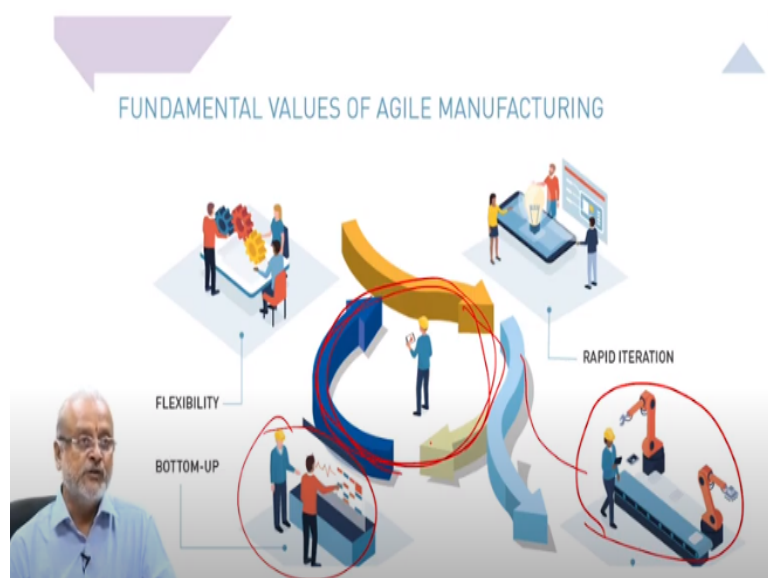 FUNDAMENTAL VALUES OF AGILE MANUFACTURING
RAPID ITERATION
FLEXIBILITY
BOTTOM-UP